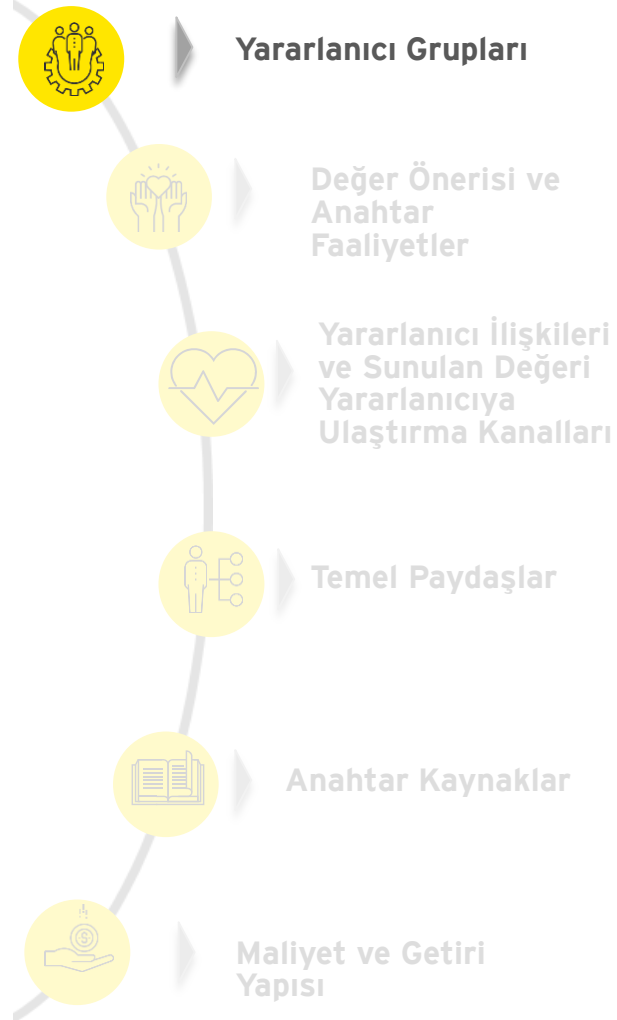 Yararlanıcı Grupları
Değer Önerisi ve
Anahtar
Faaliyetler
Yararlanıcı İlişkileri
ve Sunulan Değeri
Yararlanıcıya
Ulaştırma Kanalları
Temel Paydaşlar
Anahtar Kaynaklar
Maliyet ve Getiri
Yapısı